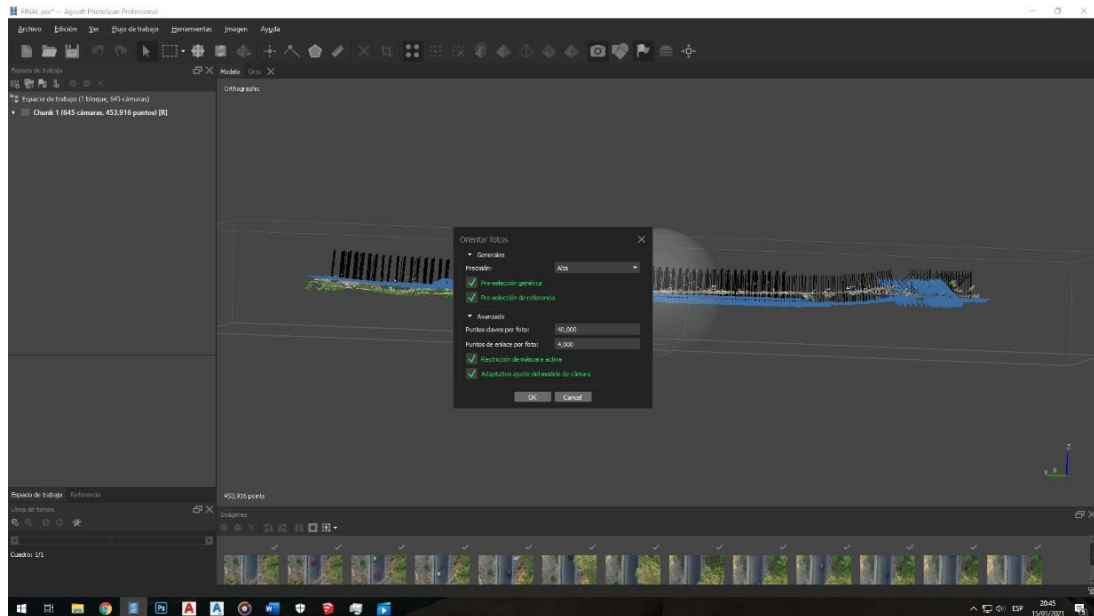 FINAL.psx* — Agisoft PhotoScan Professional
Archivo Edición Ver Flujo de trabajo Herramientas Imagen Ayuda
Espacio de trabajo
Modelo Orto
Espacio de trabajo (1 bloque, 645 cámaras)
Chunk 1 (645 cámaras, 453,916 puntos) [R]
Orthographic
Orientar fotos
Generales
Precisión: Alta
Pre-selección genérica
Pre-selección de referencia
Avanzado
Puntos claves por foto: 40,000
Puntos de enlace por foto: 4,000
Restricción de máscara activa
Adaptativo ajuste del modelo de cámara
OK Cancel
Z
Y X
453,916 points
Espacio de trabajo Referencia
Línea de tiempo
Imágenes
Cuadro: 1/1
Ps A A W
ESP
20:45
15/01/2021